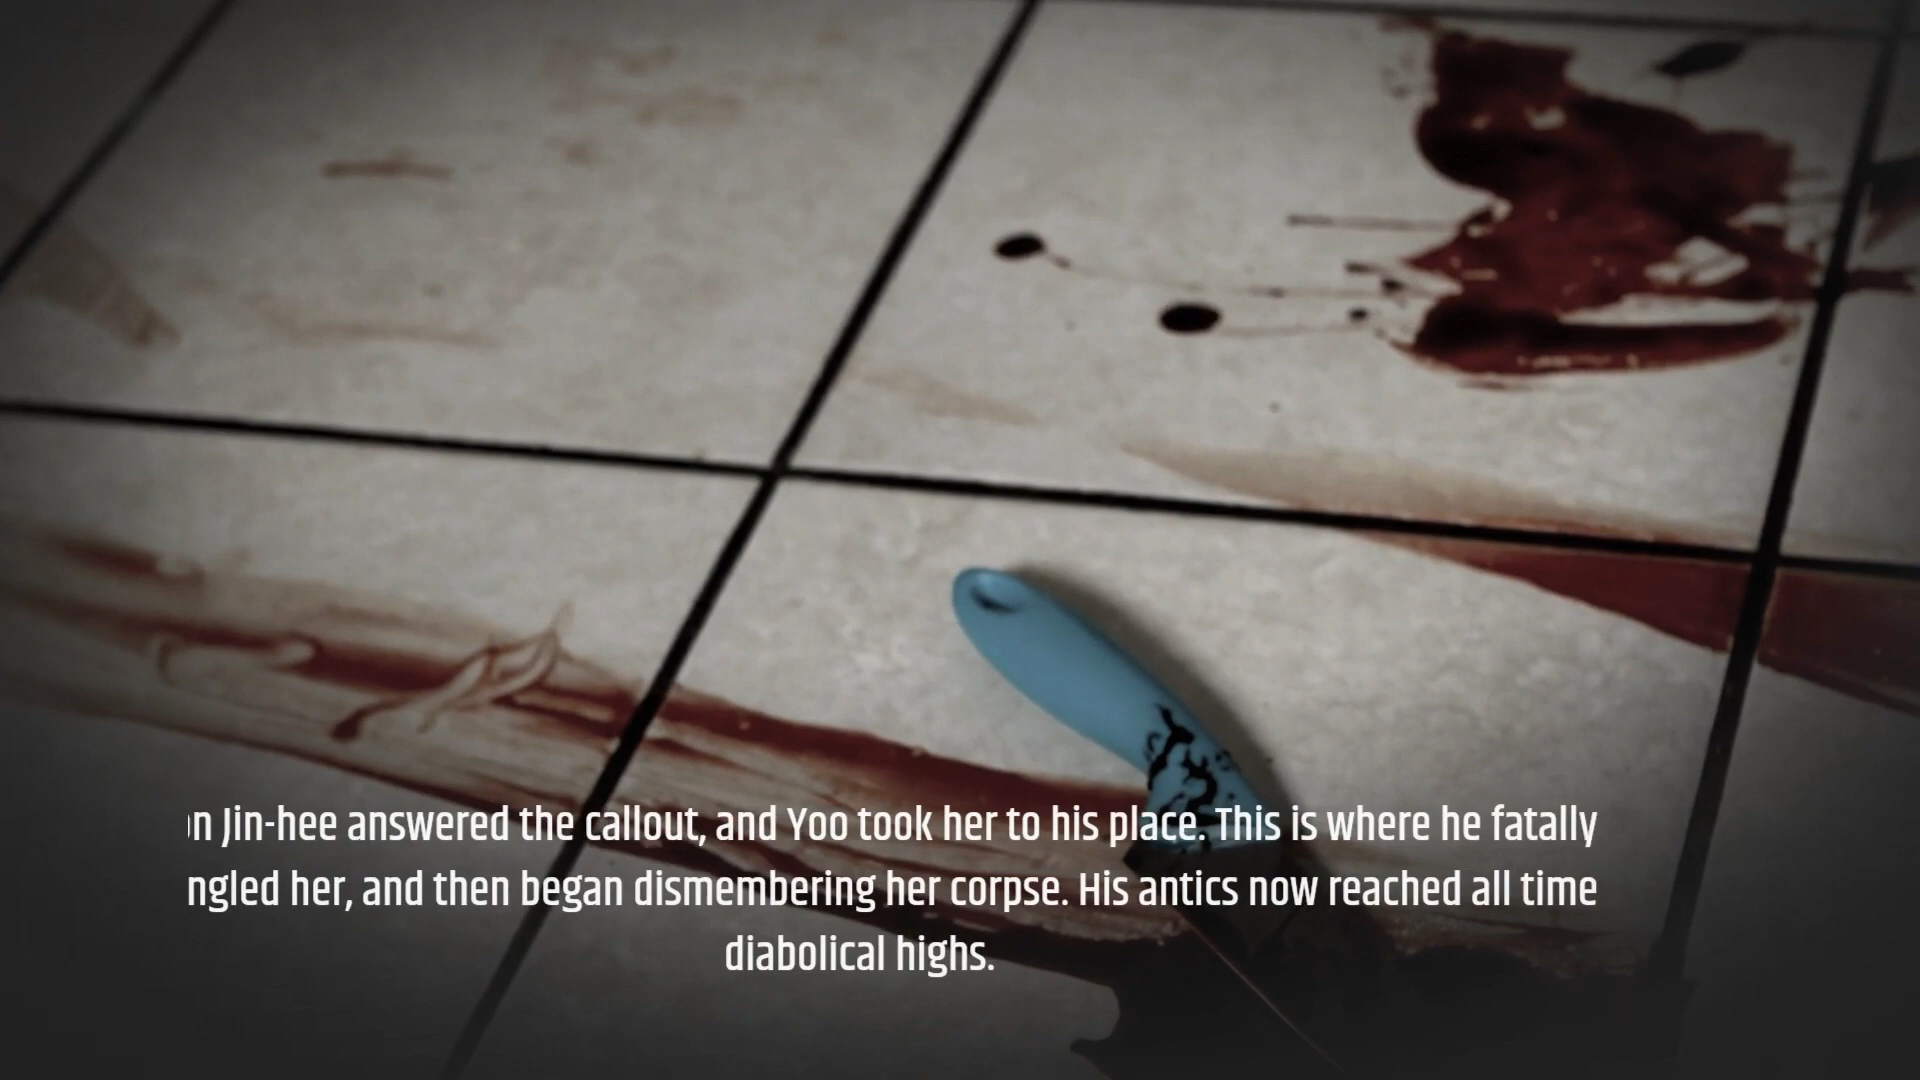 n Jin-hee answered the callout, and Yoo took her to his place. This is where he fatally
ngled her, and then began dismembering her corpse. His antics now reached all time
diabolical highs.